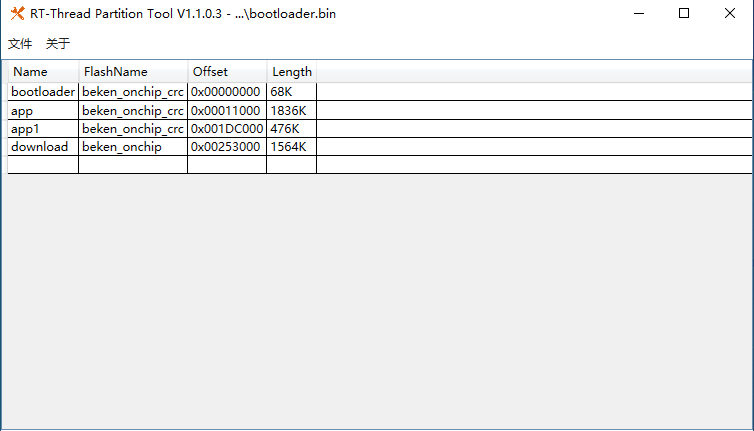 RT-Thread Partition Tool V1.1.0.3 - ...\bootloader.bin
文件 关于
Name FlashName Offset Length
bootloader beken_onchip_crc 0x00000000 68K
app beken_onchip_crc 0x00011000 1836K
app1 beken_onchip_crc 0x001DC000 476K
download beken_onchip 0x00253000 1564K